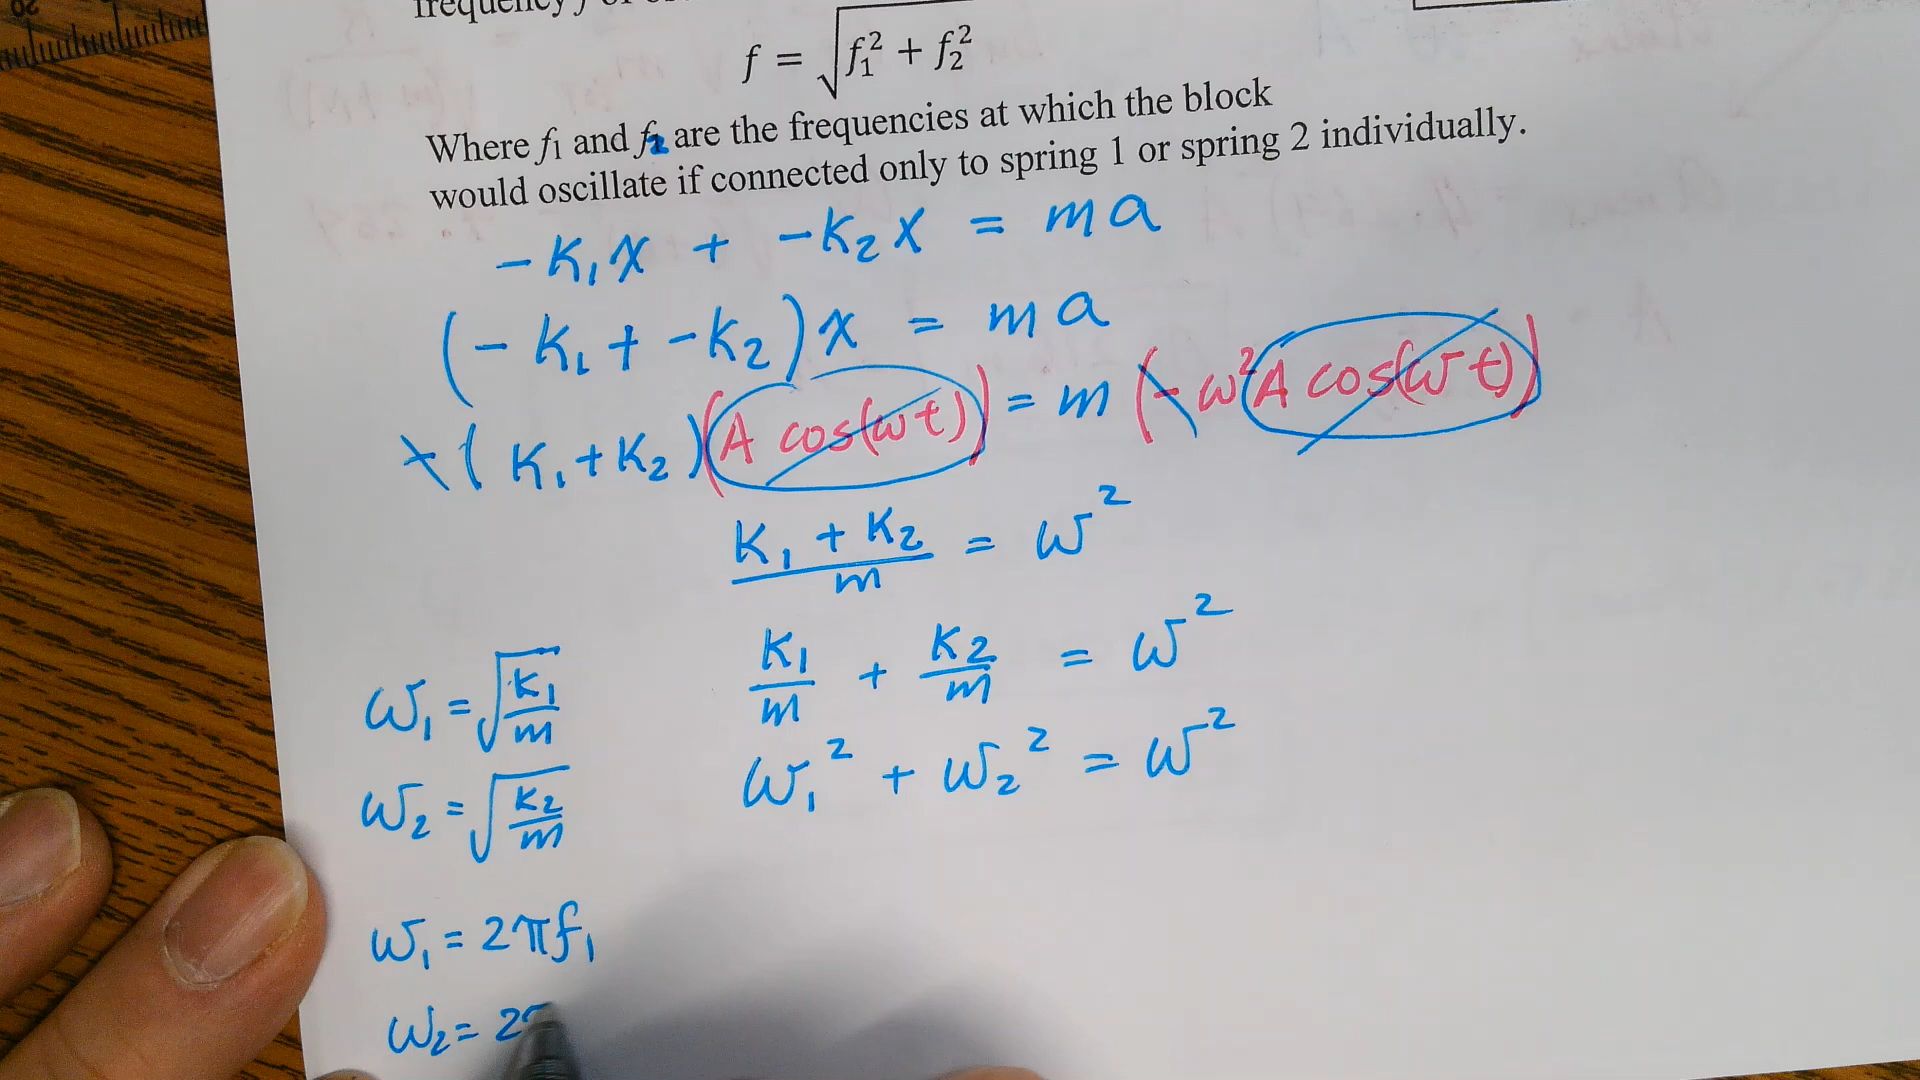 frequency f
f = √f₁² + f₂²
Where f₁ and f₂ are the frequencies at which the block
would oscillate if connected only to spring 1 or spring 2 individually.
-K₁x + -K₂x = ma
(-K₁ + -K₂)x = ma
-(K₁+K₂)(A cos(ωt)) = m(-ω²A cos(ωt))
K₁ + K₂ / m = ω²
K₁/m + K₂/m = ω²
ω₁ = √K₁/m
ω₁² + ω₂² = ω²
ω₂ = √K₂/m
ω₁ = 2πf₁
ω₂ = 2π